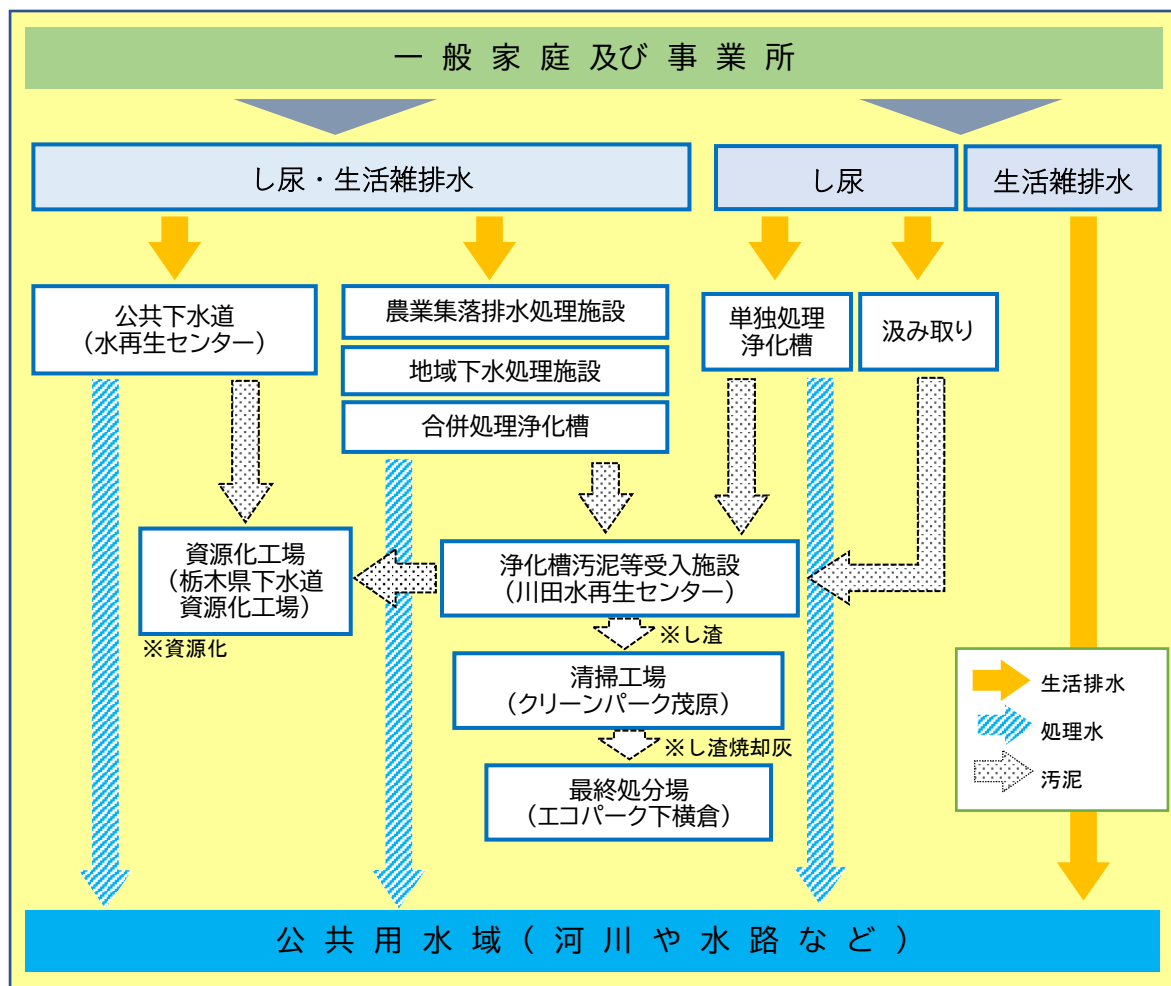 一般家庭及び事業所
し尿・生活雑排水
し尿
生活雑排水
公共下水道
（水再生センター）
農業集落排水処理施設
地域下水処理施設
合併処理浄化槽
単独処理
浄化槽
汲み取り
資源化工場
（栃木県下水道
資源化工場）
※資源化
浄化槽汚泥等受入施設
（川田水再生センター）
※し渣
清掃工場
（クリーンパーク茂原）
※し渣焼却灰
最終処分場
（エコパーク下横倉）
生活排水
処理水
汚泥
公共用水域（河川や水路など）